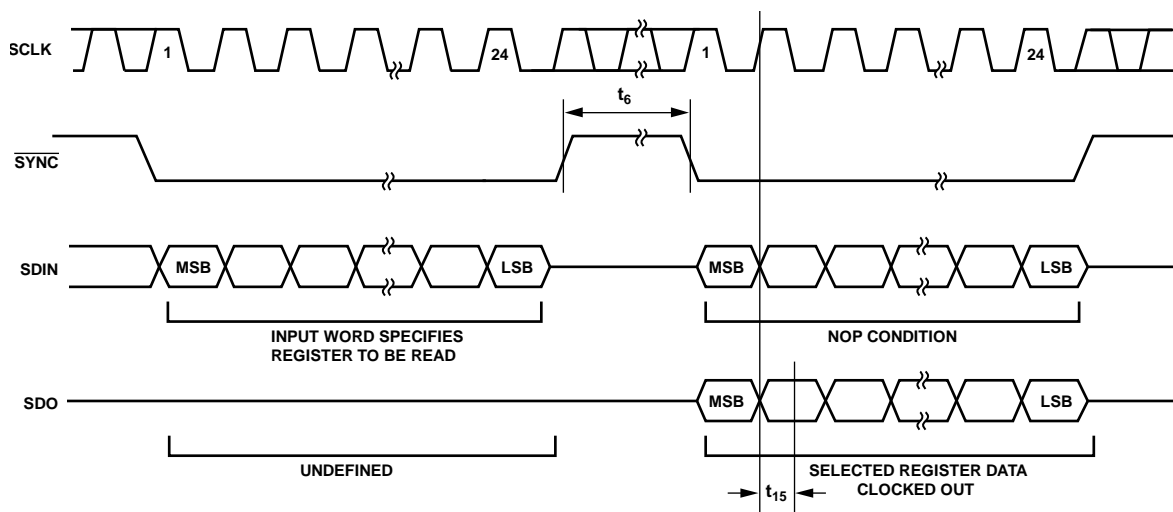 SCLK
1
24
1
24
t6
SYNC
SDIN
MSB
LSB
MSB
LSB
INPUT WORD SPECIFIES
REGISTER TO BE READ
NOP CONDITION
SDO
MSB
LSB
UNDEFINED
SELECTED REGISTER DATA
CLOCKED OUT
t15